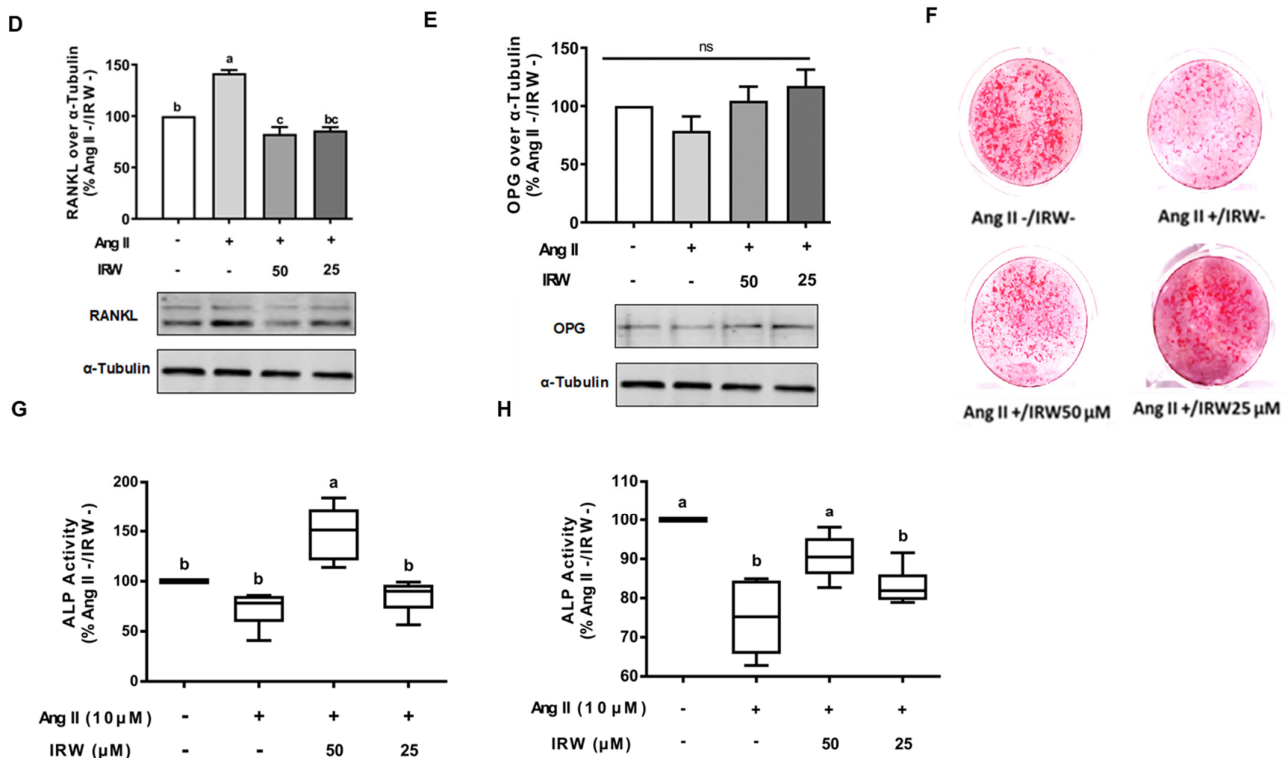 D
RANKL over α-Tubulin
(% Ang II -/IRW -)
150
100
50
0
b
a
c
bc
Ang II - + + +
IRW - - 50 25
RANKL
α-Tubulin
E
OPG over α-Tubulin
(% Ang II -/IRW -)
150
100
50
0
ns
Ang II - + + +
IRW - - 50 25
OPG
α-Tubulin
F
Ang II -/IRW-
Ang II +/IRW-
Ang II +/IRW50 µM
Ang II +/IRW25 µM
G
ALP Activity
(% Ang II -/IRW -)
200
150
100
50
0
b
b
a
b
Ang II (10 µM) - + + +
IRW (µM) - - 50 25
H
ALP Activity
(% Ang II -/IRW -)
110
100
90
80
70
60
a
b
a
b
Ang II (10 µM) - + + +
IRW (µM) - - 50 25